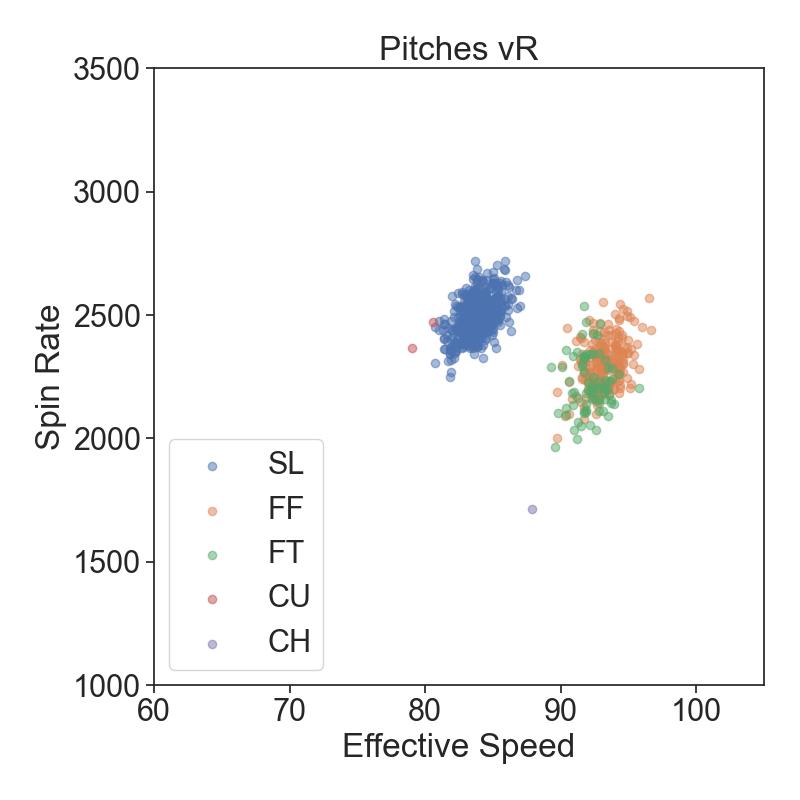 Pitches vR
3500
3000
2500
2000
1500
1000
Spin Rate
SL
FF
FT
CU
CH
60 70 80 90 100
Effective Speed